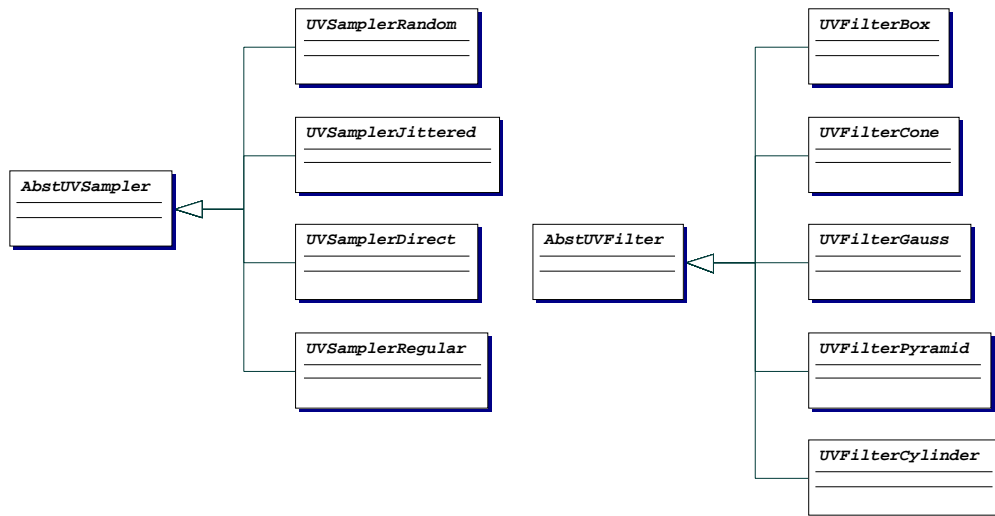 AbstUVSampler
UVSamplerRandom
UVSamplerJittered
UVSamplerDirect
UVSamplerRegular
AbstUVFilter
UVFilterBox
UVFilterCone
UVFilterGauss
UVFilterPyramid
UVFilterCylinder